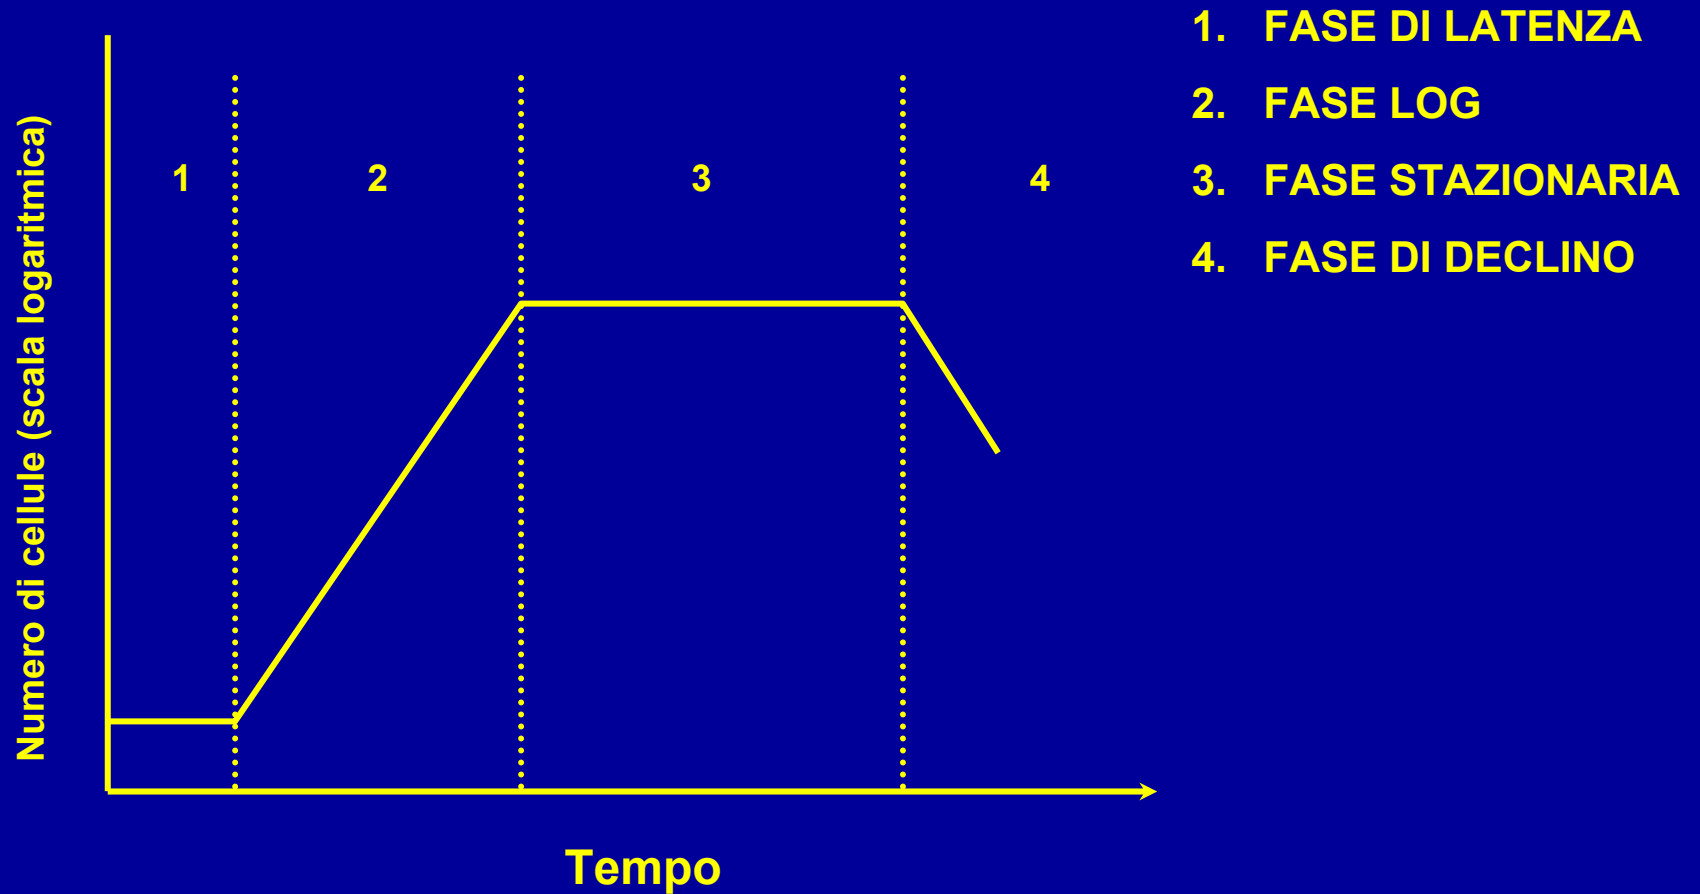 1. FASE DI LATENZA
2. FASE LOG
3. FASE STAZIONARIA
4. FASE DI DECLINO
Numero di cellule (scala logaritmica)
1
2
3
4
Tempo